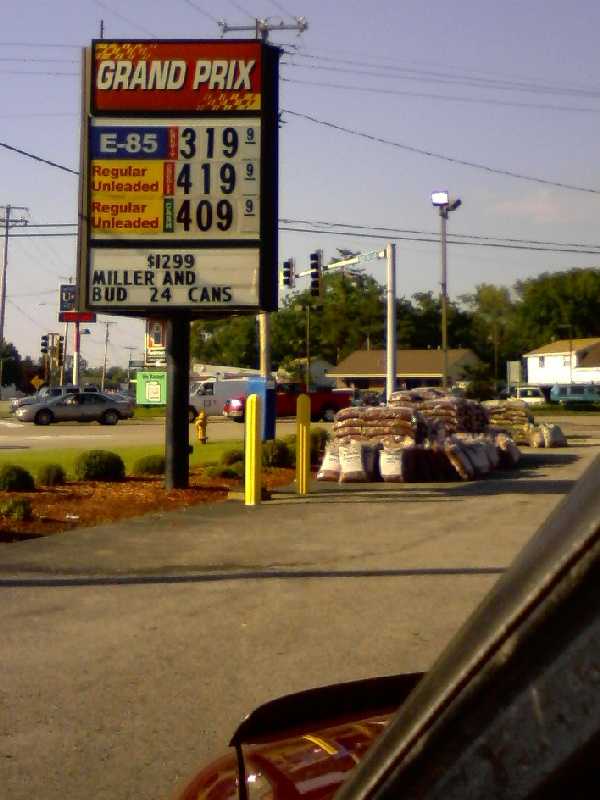 GRAND PRIX
E-85 319 9
Regular Unleaded 419 9
Regular Unleaded 409 9
$1299
MILLER AND
BUD 24 CANS